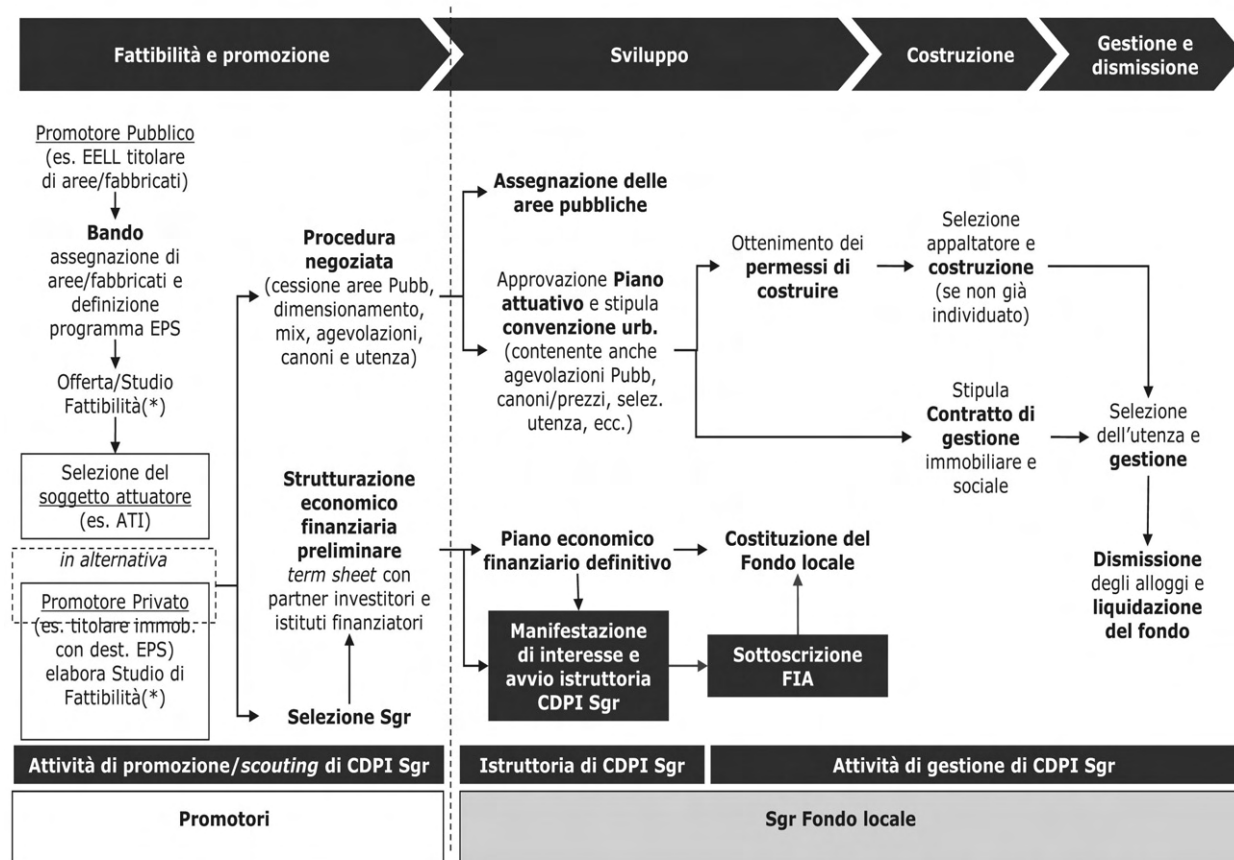 Fattibilità e promozione
Sviluppo
Costruzione
Gestione e
dismissione
Promotore Pubblico
(es. EELL titolare
di aree/fabbricati)
Bando
assegnazione di
aree/fabbricati e
definizione
programma EPS
Offerta/Studio
Fattibilità(*)
Selezione del
soggetto attuatore
(es. ATI)
in alternativa
Promotore Privato
(es. titolare immob.
con dest. EPS)
elabora Studio di
Fattibilità(*)
Procedura
negoziata
(cessione aree Pubb,
dimensionamento,
mix, agevolazioni,
canoni e utenza)
Strutturazione
economico
finanziaria
preliminare
term sheet con
partner investitori e
istituti finanziatori
Selezione Sgr
Assegnazione delle
aree pubbliche
Approvazione Piano
attuativo e stipula
convenzione urb.
(contenente anche
agevolazioni Pubb,
canoni/prezzi, selez.
utenza, ecc.)
Piano economico
finanziario definitivo
Manifestazione
di interesse e
avvio istruttoria
CDPI Sgr
Ottenimento dei
permessi di
costruire
Costituzione del
Fondo locale
Sottoscrizione
FIA
Selezione
appaltatore e
costruzione
(se non già
individuato)
Stipula
Contratto di
gestione
immobiliare e
sociale
Selezione
dell'utenza e
gestione
Dismissione
degli alloggi e
liquidazione
del fondo
Attività di promozione/scouting di CDPI Sgr
Istruttoria di CDPI Sgr
Attività di gestione di CDPI Sgr
Promotori
Sgr Fondo locale